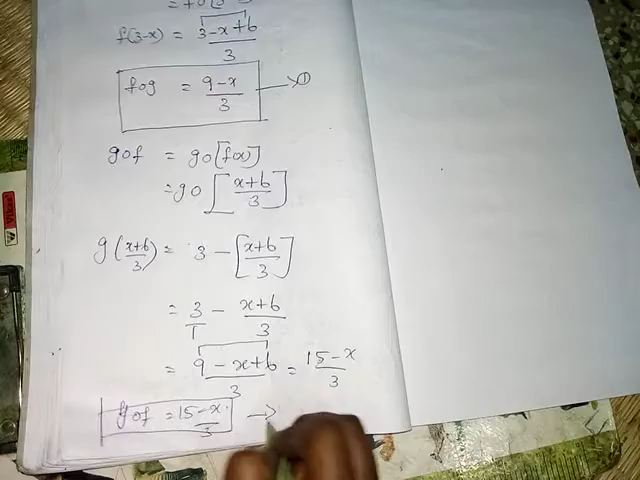 f(3-x) = 3-x+6/3
fog = 9-x/3 → ①
gof = go[f(x)]
= go [x+6/3]
g(x+6/3) = 3 - [x+6/3]
= 3/1 - x+6/3
= 9-x+6/3 = 15-x/3
gof = 15-x/3 →